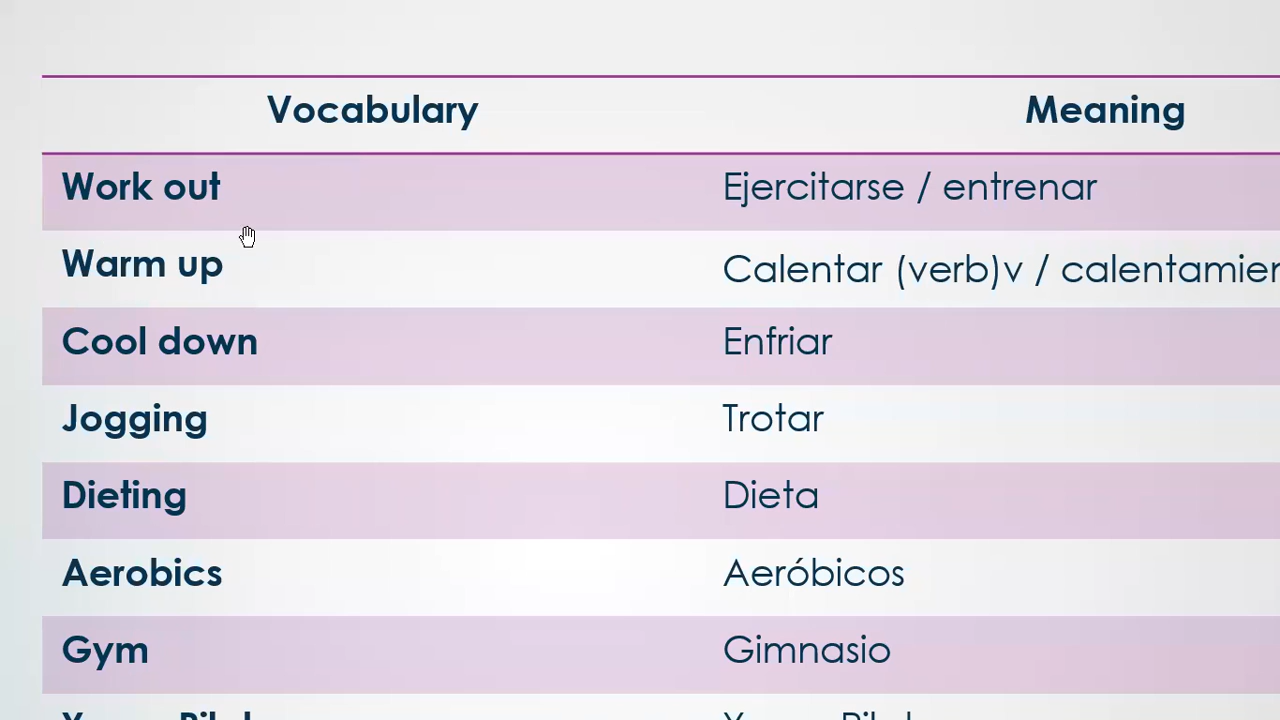 Vocabulary Meaning
Work out Ejercitarse / entrenar
Warm up Calentar (verb)v /
Cool down Enfriar
Jogging Trotar
Dieting Dieta
Aerobics Aeróbicos
Gym Gimnasio